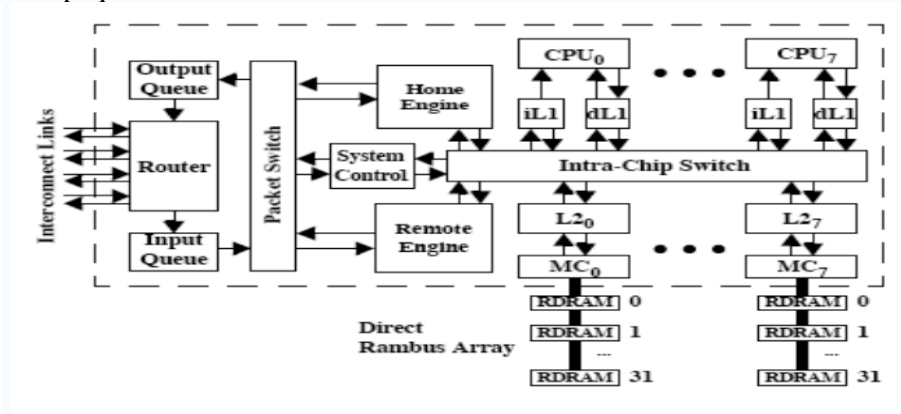 CPU0
CPU7
Output
Queue
Home
Engine
iL1
dL1
iL1
dL1
Interconnect Links
Router
Packet Switch
System
Control
Intra-Chip Switch
Input
Queue
Remote
Engine
L20
L27
MC0
MC7
Direct
Rambus Array
RDRAM 0
RDRAM 1
...
RDRAM 31
RDRAM 0
RDRAM 1
...
RDRAM 31